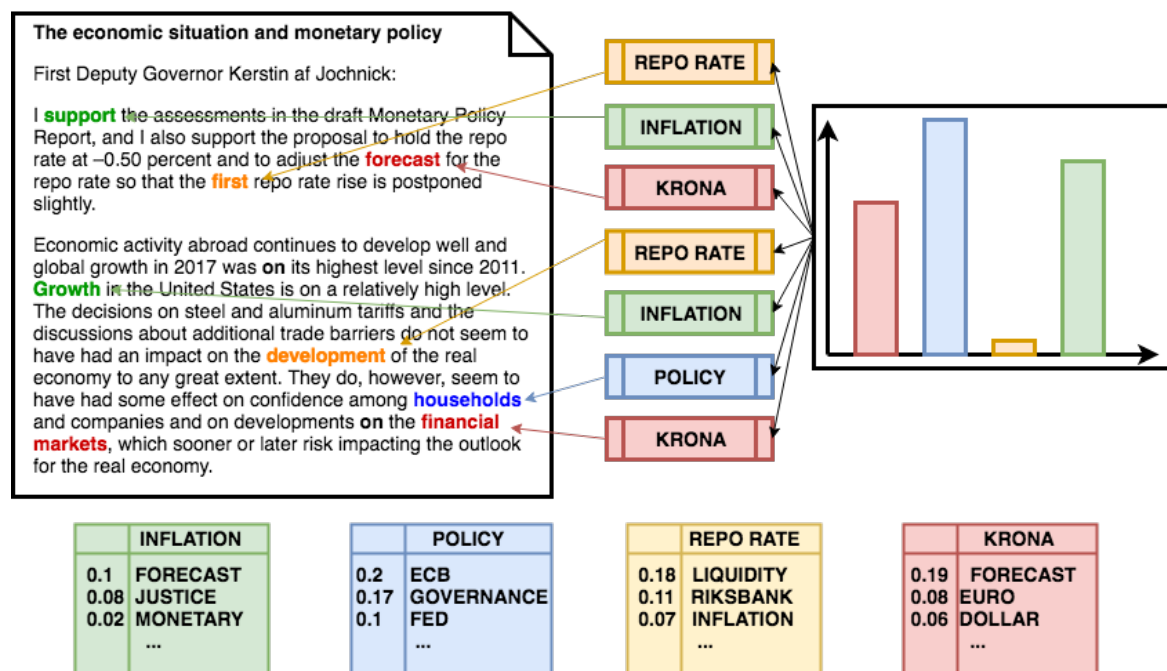 The economic situation and monetary policy
First Deputy Governor Kerstin af Jochnick:
I support the assessments in the draft Monetary Policy
Report, and I also support the proposal to hold the repo
rate at –0.50 percent and to adjust the forecast for the
repo rate so that the first repo rate rise is postponed
slightly.
Economic activity abroad continues to develop well and
global growth in 2017 was on its highest level since 2011.
Growth in the United States is on a relatively high level.
The decisions on steel and aluminum tariffs and the
discussions about additional trade barriers do not seem to
have had an impact on the development of the real
economy to any great extent. They do, however, seem to
have had some effect on confidence among households
and companies and on developments on the financial
markets, which sooner or later risk impacting the outlook
for the real economy.
REPO RATE
INFLATION
KRONA
REPO RATE
INFLATION
POLICY
KRONA
INFLATION
0.1 FORECAST
0.08 JUSTICE
0.02 MONETARY
...
POLICY
0.2 ECB
0.17 GOVERNANCE
0.1 FED
...
REPO RATE
0.18 LIQUIDITY
0.11 RIKSBANK
0.07 INFLATION
...
KRONA
0.19 FORECAST
0.08 EURO
0.06 DOLLAR
...